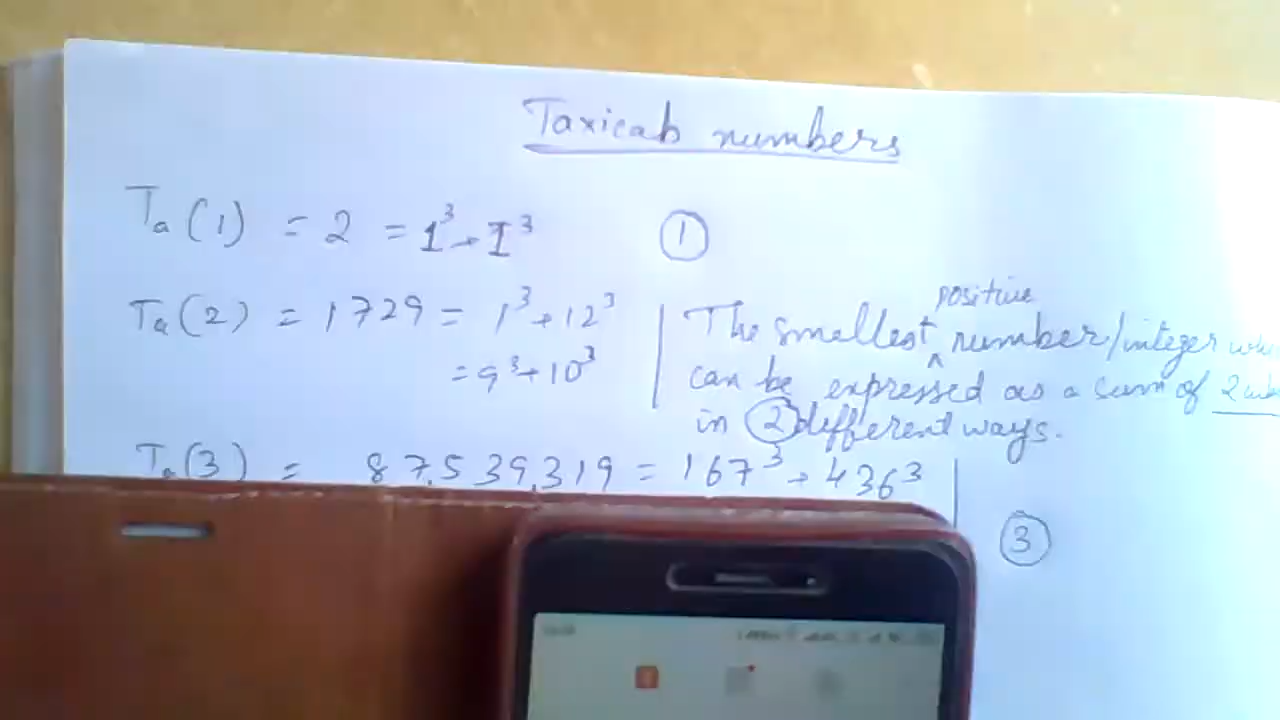 Taxicab numbers
Ta(1) = 2 = 1³+1³ ①
Ta(2) = 1729 = 1³+12³
= 9³+10³
positive
The smallest ^ number/integer
can be expressed as a sum of 2
in ② different ways.
Ta(3) = 87,539,319 = 167³+436³
③